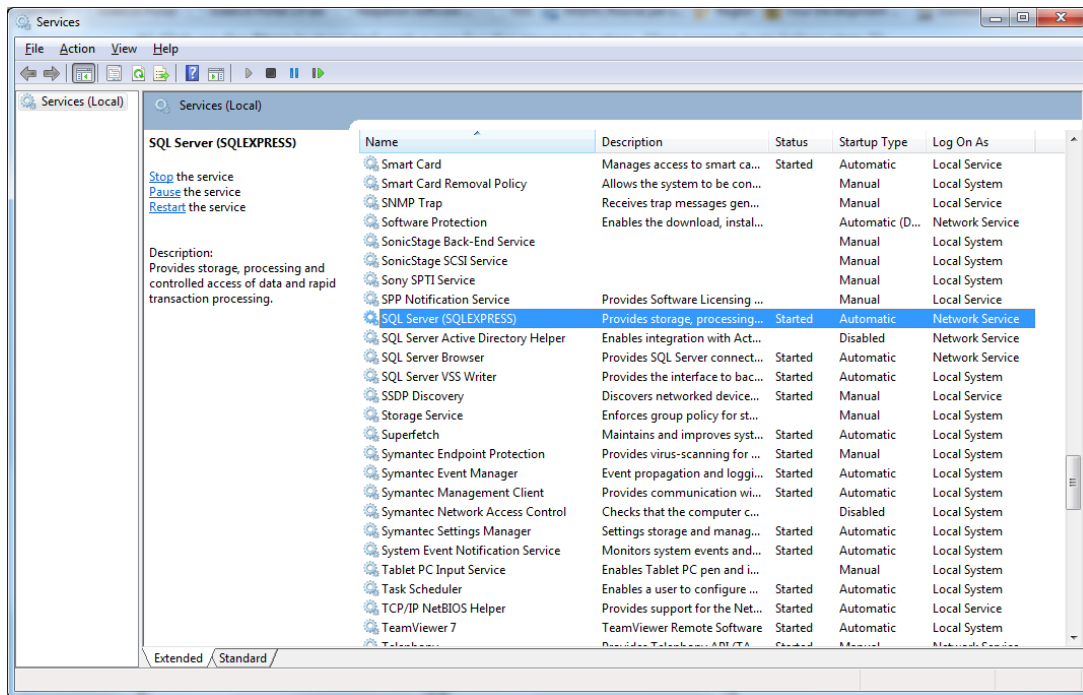 Services
File Action View Help
Services (Local)
Services (Local)
SQL Server (SQLEXPRESS)
Stop the service
Pause the service
Restart the service
Description:
Provides storage, processing and
controlled access of data and rapid
transaction processing.
Name Description Status Startup Type Log On As
Smart Card Manages access to smart ca... Started Automatic Local Service
Smart Card Removal Policy Allows the system to be con... Manual Local System
SNMP Trap Receives trap messages gen... Manual Local Service
Software Protection Enables the download, instal... Automatic (D... Network Service
SonicStage Back-End Service Manual Local System
SonicStage SCSI Service Manual Local System
Sony SPTI Service Manual Local System
SPP Notification Service Provides Software Licensing ... Manual Local Service
SQL Server (SQLEXPRESS) Provides storage, processing... Started Automatic Network Service
SQL Server Active Directory Helper Enables integration with Act... Disabled Network Service
SQL Server Browser Provides SQL Server connect... Started Automatic Network Service
SQL Server VSS Writer Provides the interface to bac... Started Automatic Local System
SSDP Discovery Discovers networked device... Started Manual Local Service
Storage Service Enforces group policy for st... Manual Local System
Superfetch Maintains and improves syst... Started Automatic Local System
Symantec Endpoint Protection Provides virus-scanning for ... Started Manual Local System
Symantec Event Manager Event propagation and loggi... Started Automatic Local System
Symantec Management Client Provides communication wi... Started Automatic Local System
Symantec Network Access Control Checks that the computer c... Disabled Local System
Symantec Settings Manager Settings storage and manag... Started Automatic Local System
System Event Notification Service Monitors system events and... Started Automatic Local System
Tablet PC Input Service Enables Tablet PC pen and i... Manual Local System
Task Scheduler Enables a user to configure ... Started Automatic Local System
TCP/IP NetBIOS Helper Provides support for the Net... Started Automatic Local Service
TeamViewer 7 TeamViewer Remote Software Started Automatic Local System
Telephony Provides Telephony API (TA... Started Manual Network Service
Extended Standard